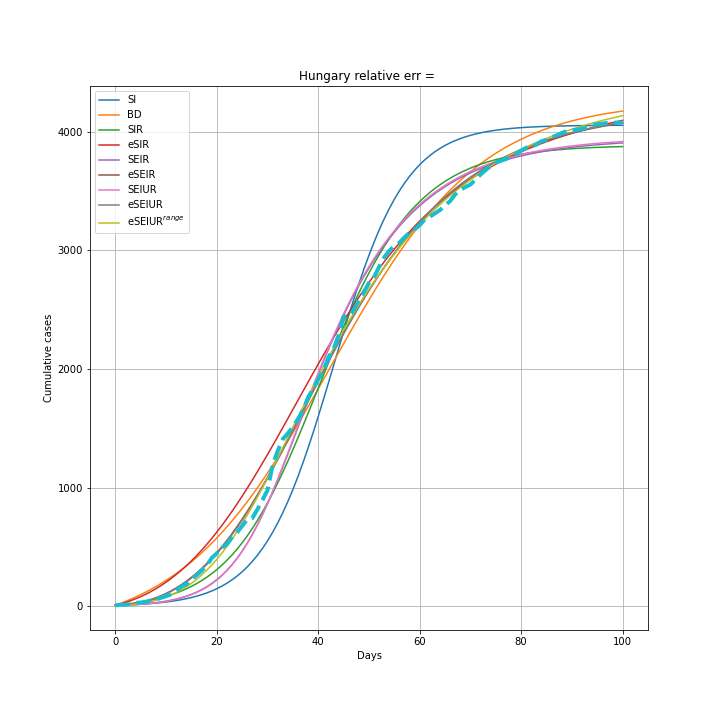 Hungary relative err =
SI
BD
SIR
eSIR
SEIR
eSEIR
SEIUR
eSEIUR
eSEIUR^range
Cumulative cases
4000
3000
2000
1000
0
0 20 40 60 80 100
Days